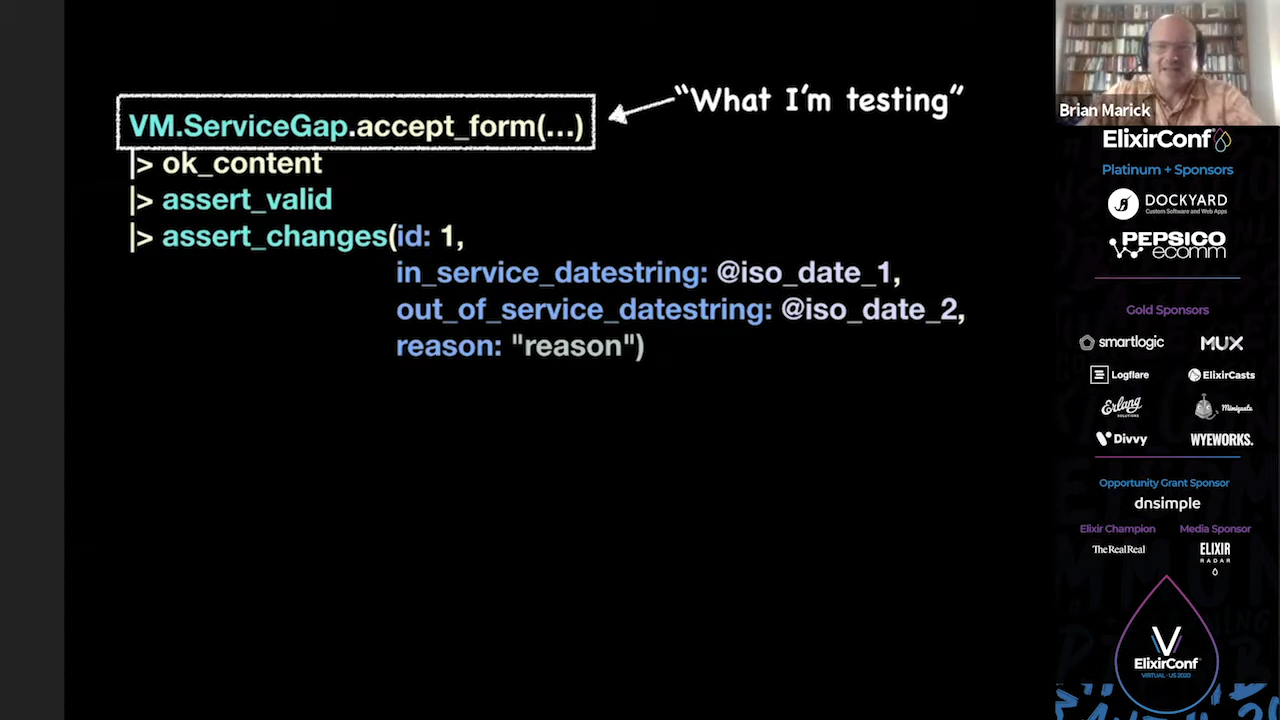 "What I'm testing"
VM.ServiceGap.accept_form(...)
|> ok_content
|> assert_valid
|> assert_changes(id: 1,
in_service_datestring: @iso_date_1,
out_of_service_datestring: @iso_date_2,
reason: "reason")
Brian Marick
ElixirConf
Platinum + Sponsors
DOCKYARD
Custom Software and Web Apps
PEPSICO
ecomm
Gold Sponsors
smartlogic
MUX
Logflare
ElixirCasts
Erlang
SOLUTIONS
Divvy
WYEWORKS.
Opportunity Grant Sponsor
dnsimple
Elixir Champion
Media Sponsor
The RealReal
ELIXIR
RADAR
V
ElixirConf
VIRTUAL · US 2020